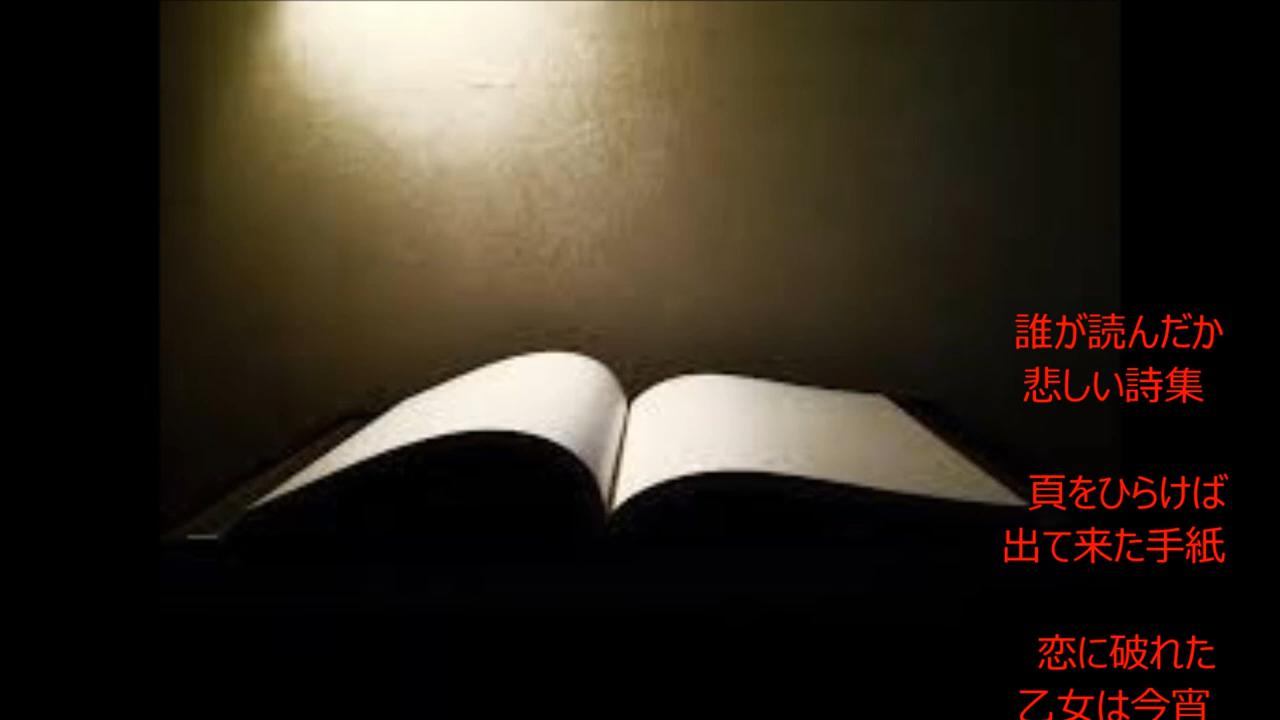 誰が読んだか
悲しい詩集
頁をひらけば
出て来た手紙
恋に破れた
乙女は今宵